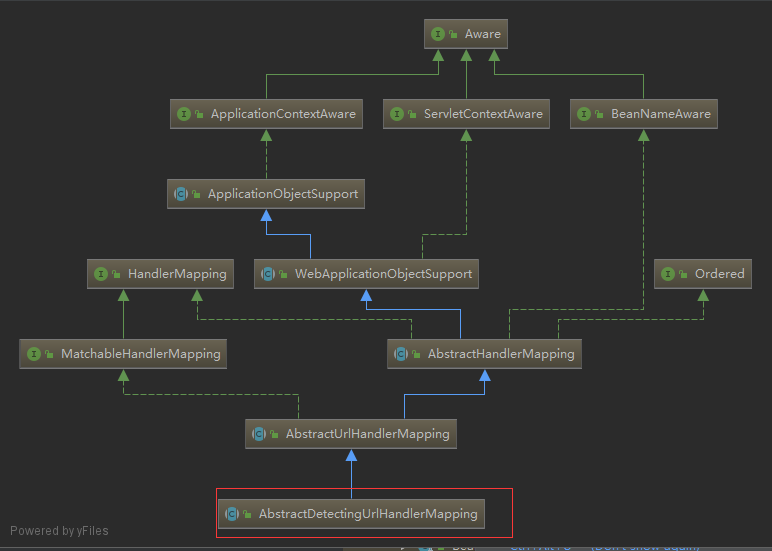 Aware
ApplicationContextAware
ServletContextAware
BeanNameAware
ApplicationObjectSupport
HandlerMapping
WebApplicationObjectSupport
Ordered
MatchableHandlerMapping
AbstractHandlerMapping
AbstractUrlHandlerMapping
AbstractDetectingUrlHandlerMapping
Powered by yFiles